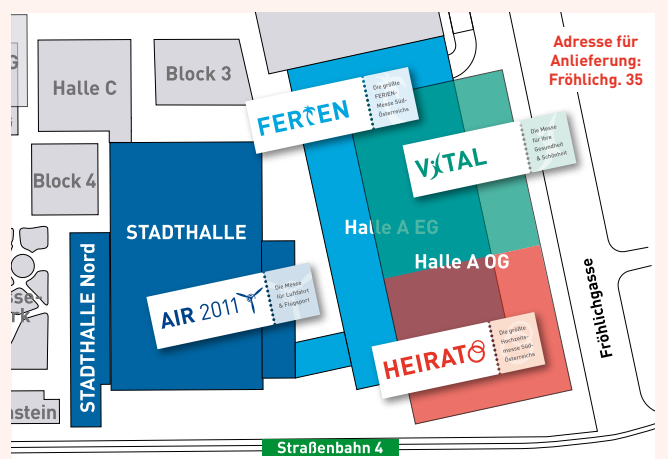 Adresse für
Anlieferung:
Fröhlichg. 35
Block 3
Halle C
FERIEN
Die größte
FERIEN-
Messe Süd-
Österreichs
VITAL
Die Messe
für Ihre
Gesundheit
& Schönheit
Block 4
STADTHALLE
Halle A EG
Halle A OG
STADTHALLE Nord
AIR 2011
Die Messe
für Luftfahrt
& Flugsport
Fröhlichgasse
HEIRAT
Die größte
Hochzeits-
messe Süd-
Österreichs
nstein
Straßenbahn 4